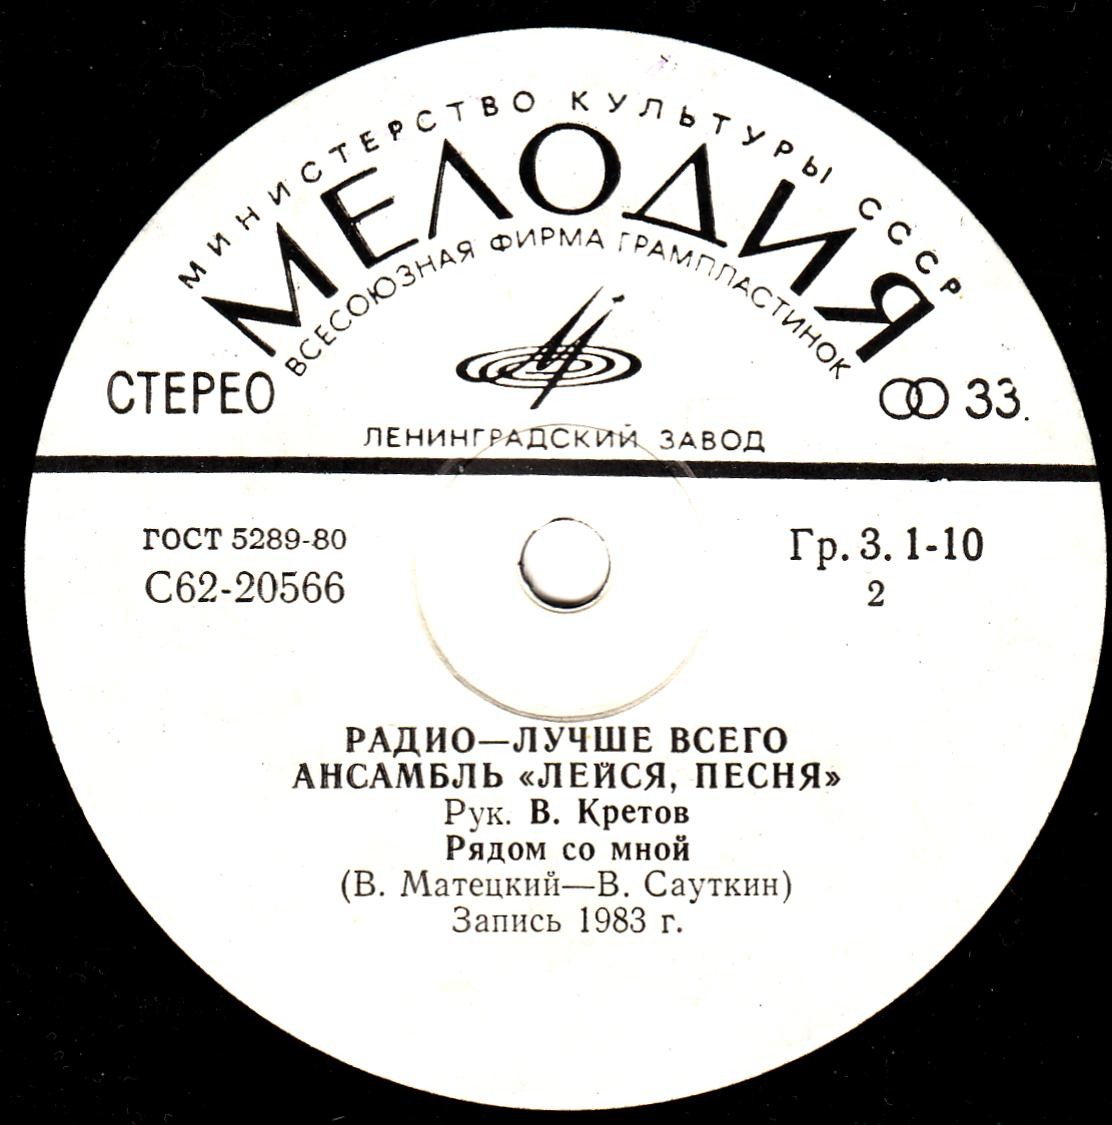 МИНИСТЕРСТВО КУЛЬТУРЫ СССР
МЕЛОДИЯ
ВСЕСОЮЗНАЯ ФИРМА ГРАМПЛАСТИНОК
СТЕРЕО
33.
ЛЕНИНГРАДСКИЙ ЗАВОД
ГОСТ 5289-80
Гр. 3. 1-10
С62-20566
2
РАДИО—ЛУЧШЕ ВСЕГО
АНСАМБЛЬ «ЛЕЙСЯ, ПЕСНЯ»
Рук. В. Кретов
Рядом со мной
(В. Матецкий—В. Сауткин)
Запись 1983 г.